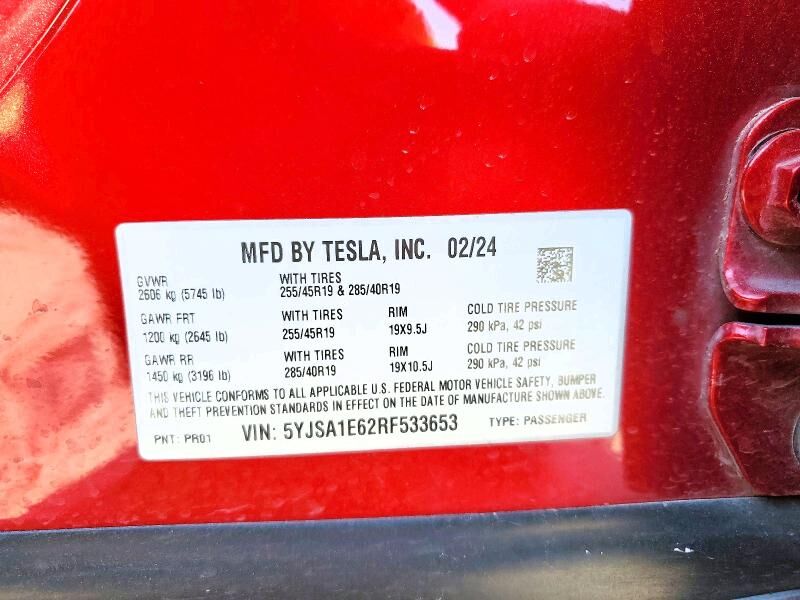 MFD BY TESLA, INC. 02/24
GVWR WITH TIRES
2606 kg (5745 lb) 255/45R19 & 285/40R19
GAWR FRT WITH TIRES RIM COLD TIRE PRESSURE
1200 kg (2645 lb) 255/45R19 19X9.5J 290 kPa, 42 psi
GAWR RR WITH TIRES RIM COLD TIRE PRESSURE
1450 kg (3196 lb) 285/40R19 19X10.5J 290 kPa, 42 psi
THIS VEHICLE CONFORMS TO ALL APPLICABLE U.S. FEDERAL MOTOR VEHICLE SAFETY, BUMPER
AND THEFT PREVENTION STANDARDS IN EFFECT ON THE DATE OF MANUFACTURE SHOWN ABOVE.
PNT: PR01 VIN: 5YJSA1E62RF533653 TYPE: PASSENGER